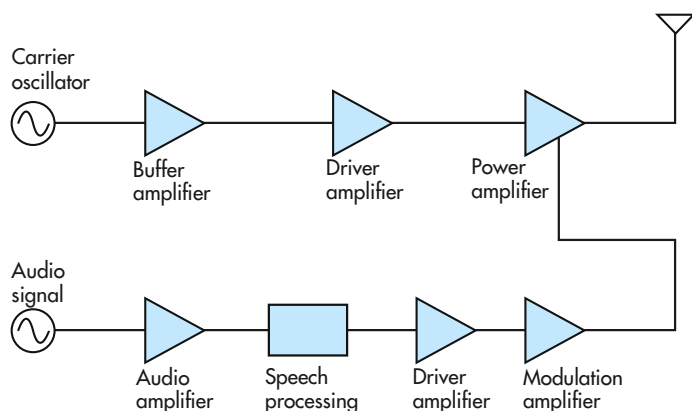 Carrier
oscillator
Buffer
amplifier
Driver
amplifier
Power
amplifier
Audio
signal
Audio
amplifier
Speech
processing
Driver
amplifier
Modulation
amplifier